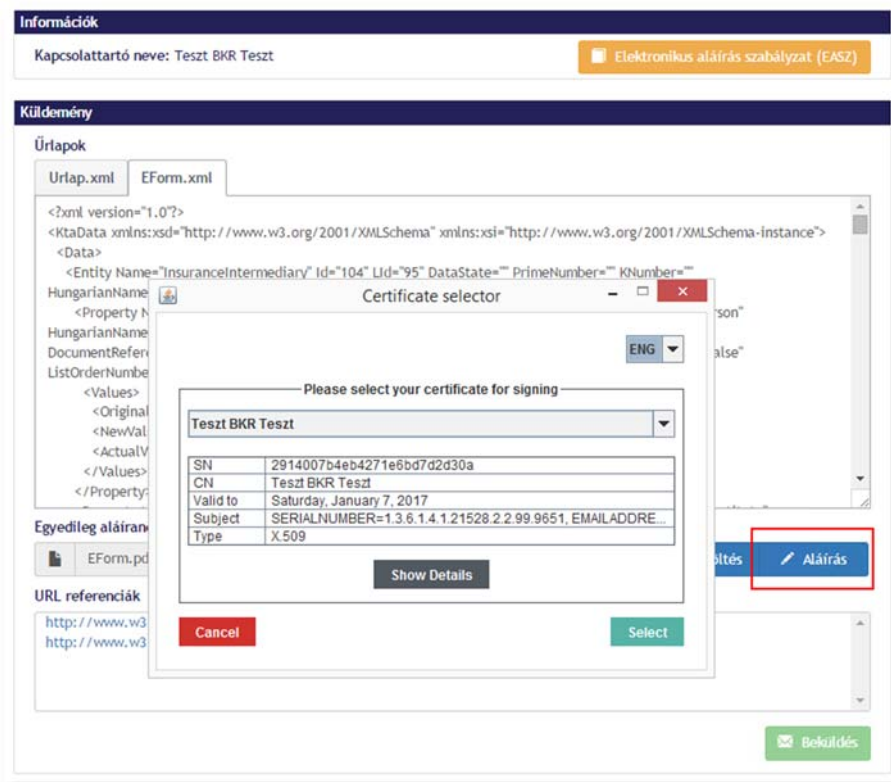 Információk
Kapcsolattartó neve: Teszt BKR Teszt
Elektronikus aláírás szabályzat (EASZ)
Küldemény
Űrlapok
Urlap.xml EForm.xml
<?xml version="1.0"?>
<KtaData xmlns:xsd="http://www.w3.org/2001/XMLSchema" xmlns:xsi="http://www.w3.org/2001/XMLSchema-instance">
<Data>
<Entity Name="InsuranceIntermediary" Id="104" LId="95" DataState="" PrimeNumber="" KNumber=""
HungarianName
<Property
HungarianName
DocumentRefere alse"
ListOrderNumbe
<Values>
<Original
<NewVal
<ActualV
</Values>
</Property>
Certificate selector
ENG
Please select your certificate for signing
Teszt BKR Teszt
SN 2914007b4eb4271e6bd7d2d30a
CN Teszt BKR Teszt
Valid to Saturday, January 7, 2017
Subject SERIALNUMBER=1.3.6.1.4.1.21528.2.2.99.9651, EMAILADDRE...
Type X.509
Show Details
Cancel Select
Egyedileg aláíran
EForm.pd öltés Aláírás
URL referenciák
http://www.w3
http://www.w3
Beküldés